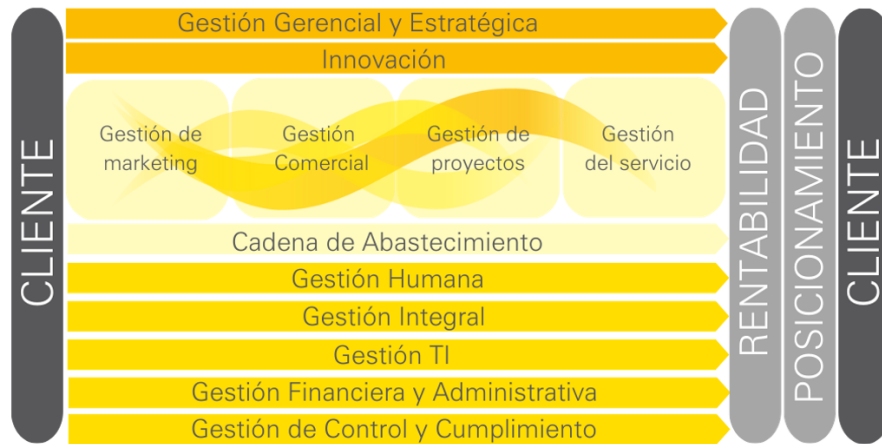 CLIENTE
Gestión Gerencial y Estratégica
Innovación
Gestión de
marketing
Gestión
Comercial
Gestión de
proyectos
Gestión
del servicio
Cadena de Abastecimiento
Gestión Humana
Gestión Integral
Gestión TI
Gestión Financiera y Administrativa
Gestión de Control y Cumplimiento
RENTABILIDAD
POSICIONAMIENTO
CLIENTE